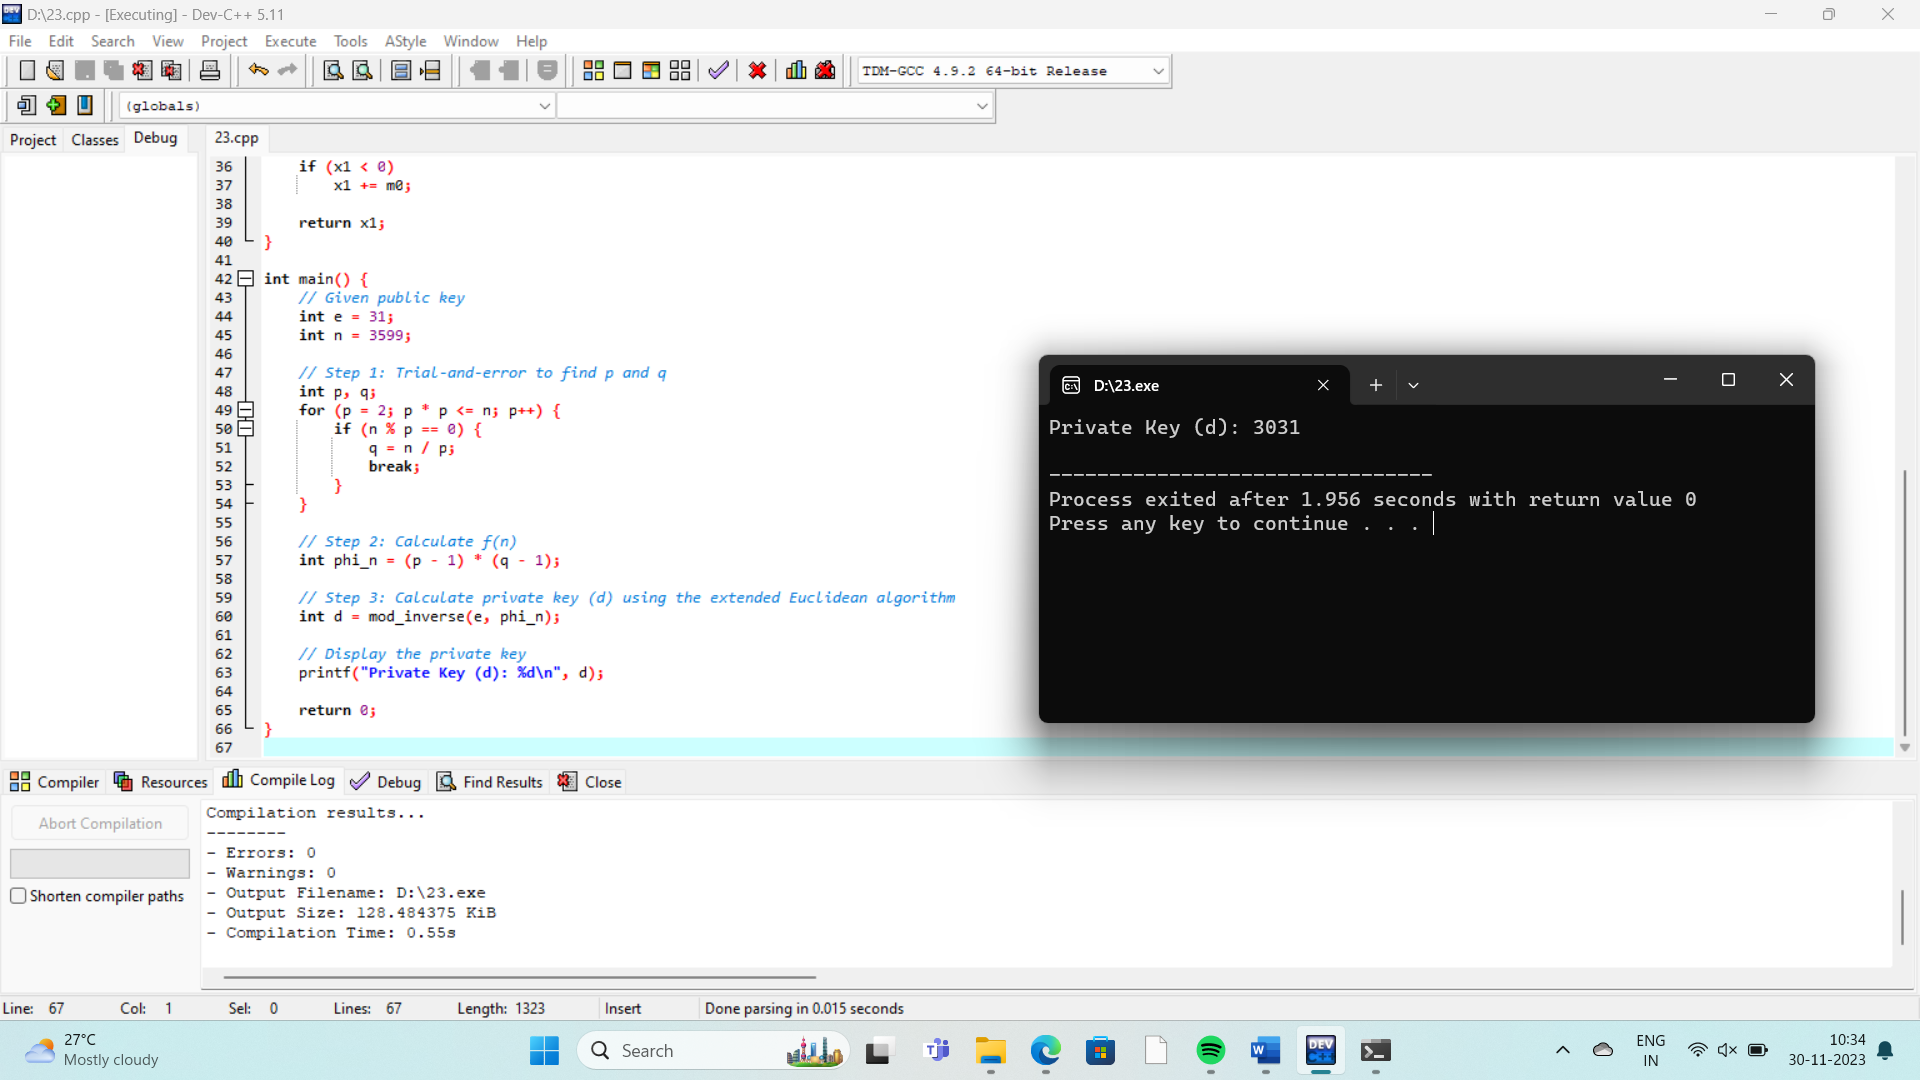 D:\23.cpp - [Executing] - Dev-C++ 5.11
File Edit Search View Project Execute Tools AStyle Window Help
TDM-GCC 4.9.2 64-bit Release
(globals)
Project Classes Debug 23.cpp
36 if (x1 < 0)
37 x1 += m0;
38
39 return x1;
40 }
41
42 int main() {
43 // Given public key
44 int e = 31;
45 int n = 3599;
46
47 // Step 1: Trial-and-error to find p and q
48 int p, q;
49 for (p = 2; p * p <= n; p++) {
50 if (n % p == 0) {
51 q = n / p;
52 break;
53 }
54 }
55
56 // Step 2: Calculate f(n)
57 int phi_n = (p - 1) * (q - 1);
58
59 // Step 3: Calculate private key (d) using the extended Euclidean algorithm
60 int d = mod_inverse(e, phi_n);
61
62 // Display the private key
63 printf("Private Key (d): %d\n", d);
64
65 return 0;
66 }
67
D:\23.exe
Private Key (d): 3031
--------------------------------
Process exited after 1.956 seconds with return value 0
Press any key to continue . . .
Compiler Resources Compile Log Debug Find Results Close
Abort Compilation
Shorten compiler paths
Compilation results...
--------
- Errors: 0
- Warnings: 0
- Output Filename: D:\23.exe
- Output Size: 128.484375 KiB
- Compilation Time: 0.55s
Line: 67 Col: 1 Sel: 0 Lines: 67 Length: 1323 Insert Done parsing in 0.015 seconds
27°C
Mostly cloudy
Search
DEV
ENG
IN
10:34
30-11-2023